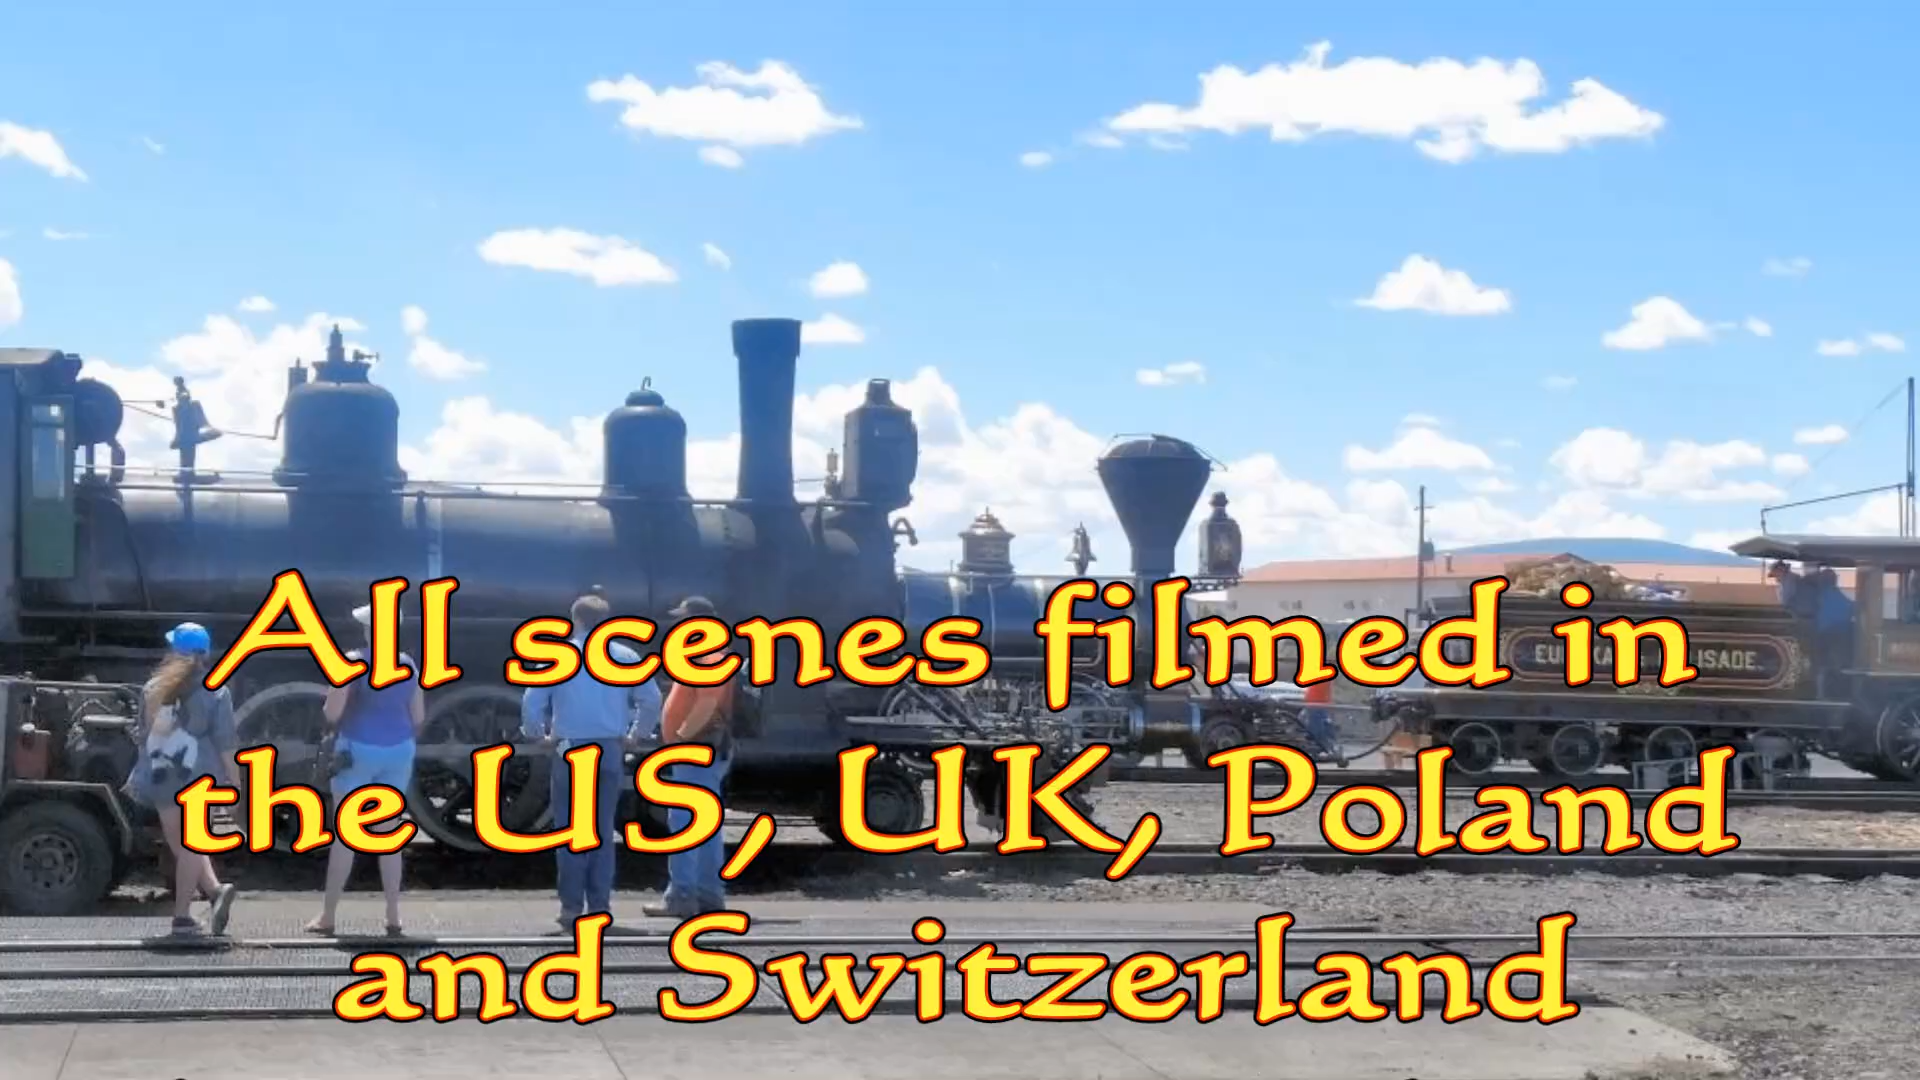 All scenes filmed in
the US, UK, Poland
and Switzerland